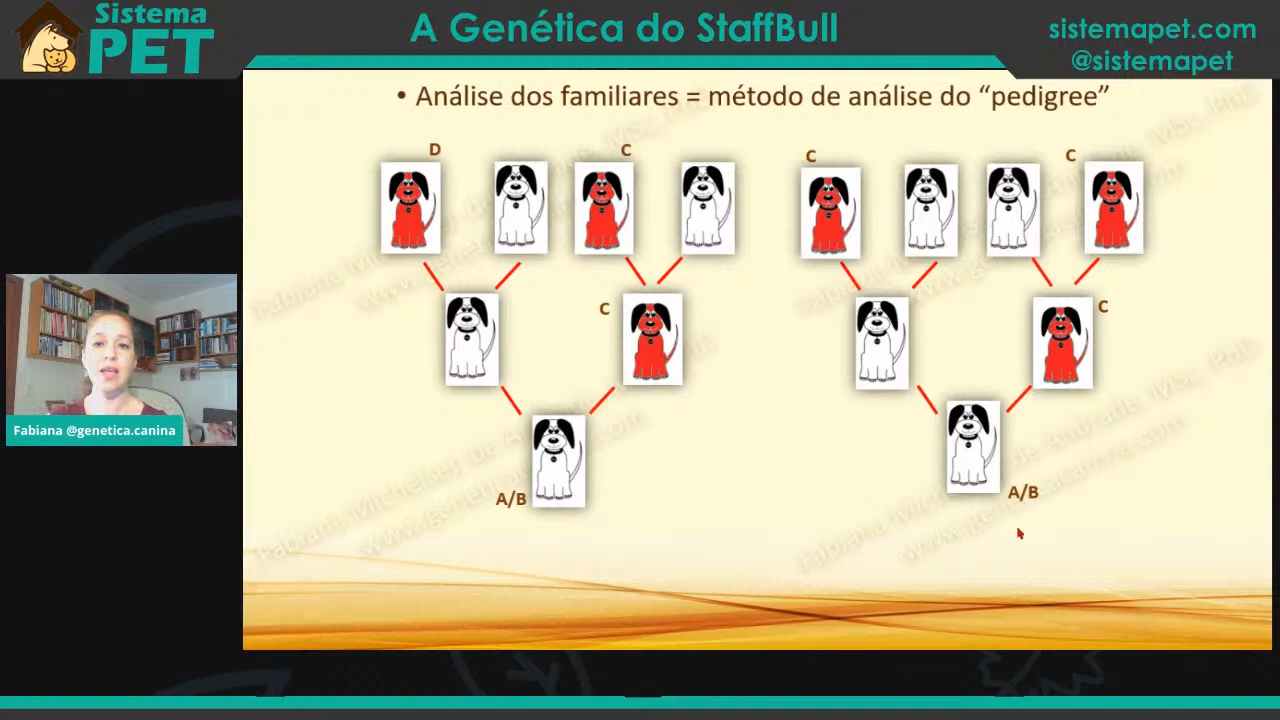 Sistema
PET
A Genética do StaffBull
sistemapet.com
@sistemapet
• Análise dos familiares = método de análise do “pedigree”
D
C
C
C
C
C
A/B
A/B
Fabiana @genetica.canina